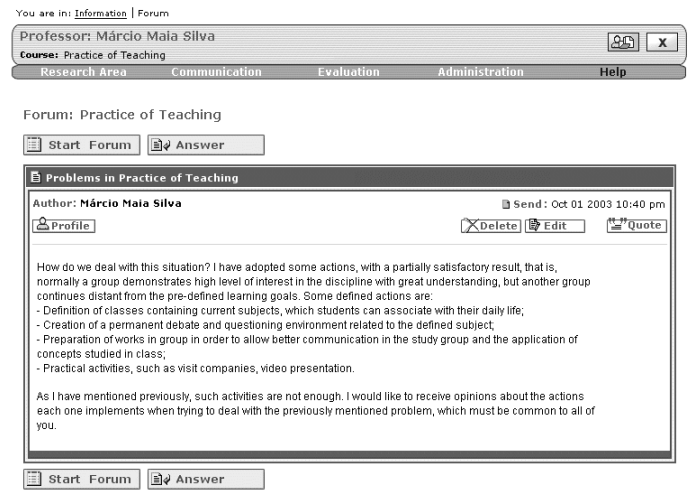 You are in: Information | Forum
Professor: Márcio Maia Silva
X
Course: Practice of Teaching
Research Area Communication Evaluation Administration Help
Forum: Practice of Teaching
Start Forum Answer
Problems in Practice of Teaching
Author: Márcio Maia Silva Send: Oct 01 2003 10:40 pm
Profile Delete Edit "Quote
How do we deal with this situation? I have adopted some actions, with a partially satisfactory result, that is,
normally a group demonstrates high level of interest in the discipline with great understanding, but another group
continues distant from the pre-defined learning goals. Some defined actions are:
- Definition of classes containing current subjects, which students can associate with their daily life;
- Creation of a permanent debate and questioning environment related to the defined subject;
- Preparation of works in group in order to allow better communication in the study group and the application of
concepts studied in class;
- Practical activities, such as visit companies, video presentation.
As I have mentioned previously, such activities are not enough. I would like to receive opinions about the actions
each one implements when trying to deal with the previously mentioned problem, which must be common to all of
you.
Start Forum Answer